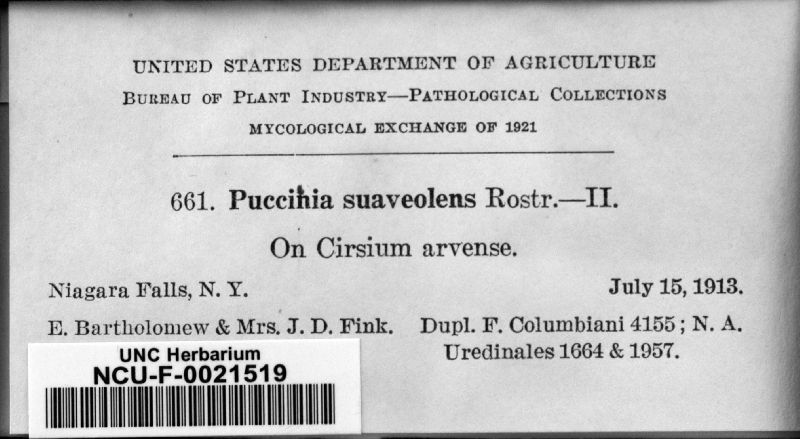 UNITED STATES DEPARTMENT OF AGRICULTURE
BUREAU OF PLANT INDUSTRY—PATHOLOGICAL COLLECTIONS
MYCOLOGICAL EXCHANGE OF 1921
661. Puccinia suaveolens Rostr.—II.
On Cirsium arvense.
Niagara Falls, N. Y. July 15, 1913.
E. Bartholomew & Mrs. J. D. Fink. Dupl. F. Columbiani 4155; N. A.
Uredinales 1664 & 1957.
UNC Herbarium
NCU-F-0021519